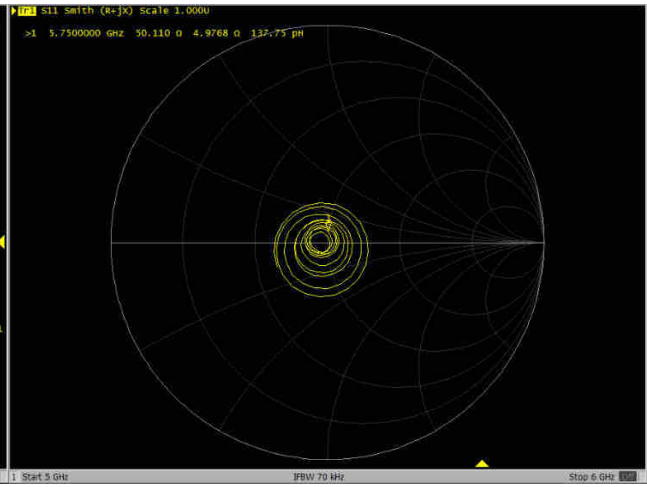 Tr1 S11 Smith (R+jX) Scale 1.000U
>1 5.7500000 GHz 50.110 Ω 4.9768 Ω 137.75 pH
1
1 Start 5 GHz IFBW 70 kHz Stop 6 GHz